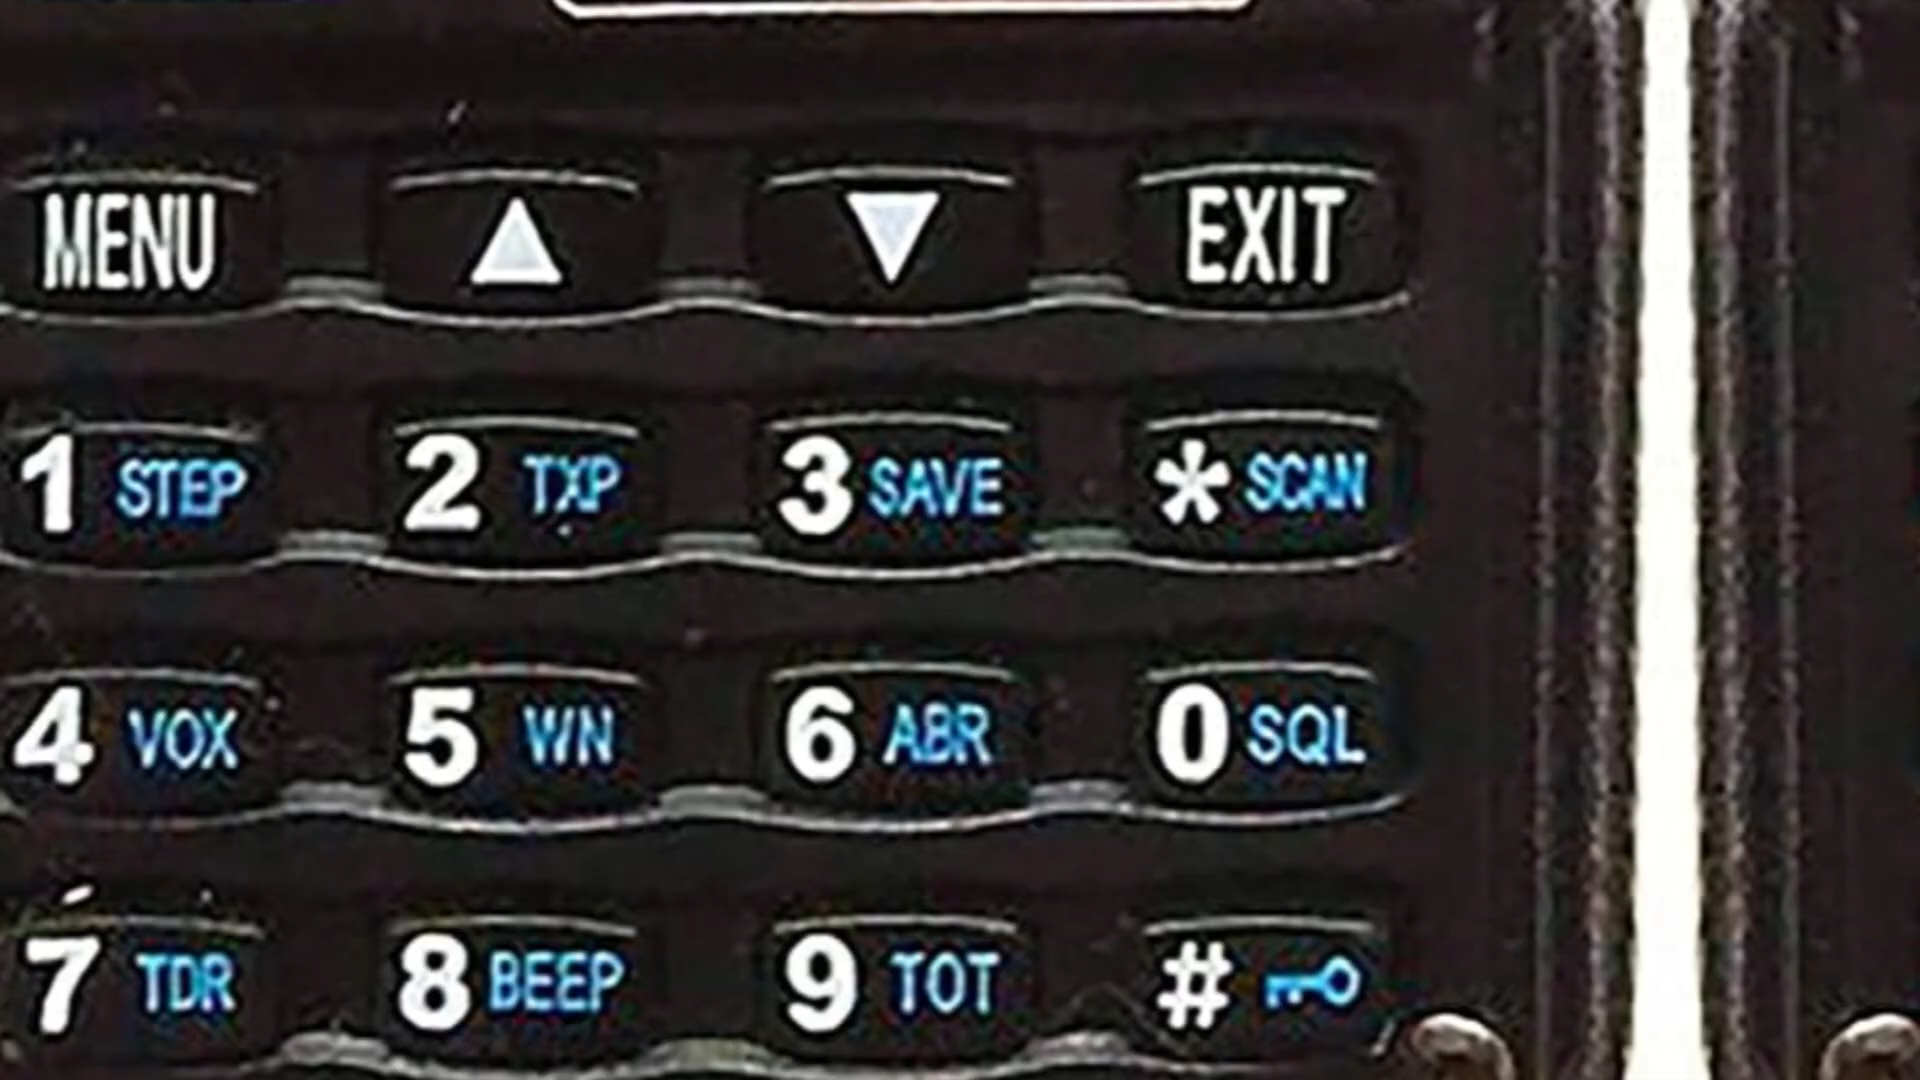 MENU ▲ ▼ EXIT
1 STEP 2 TXP 3 SAVE * SCAN
4 VOX 5 WN 6 ABR 0 SQL
7 TDR 8 BEEP 9 TOT #